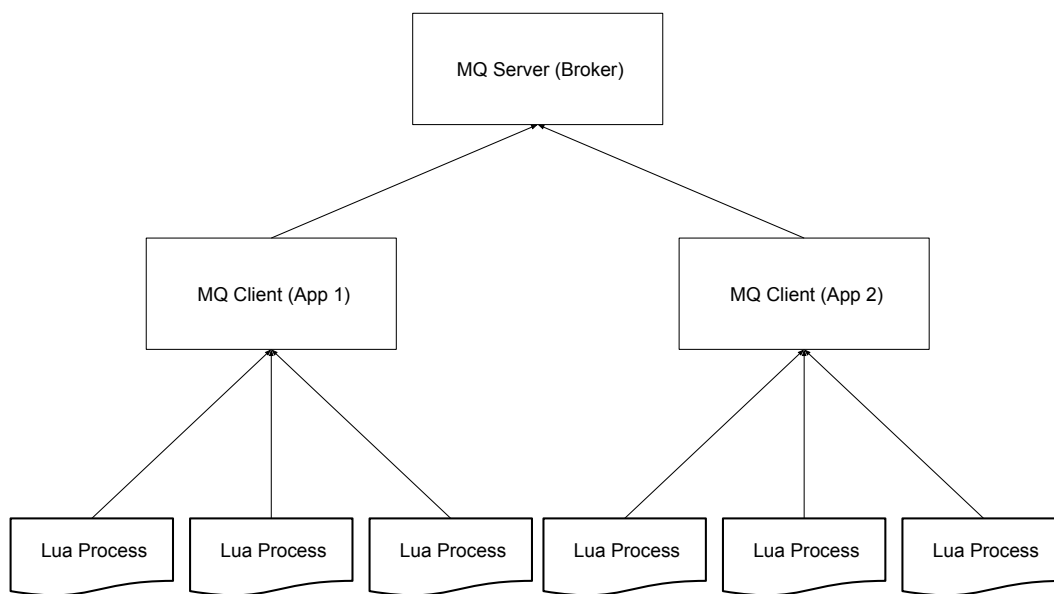 MQ Server (Broker)
MQ Client (App 1)
MQ Client (App 2)
Lua Process
Lua Process
Lua Process
Lua Process
Lua Process
Lua Process